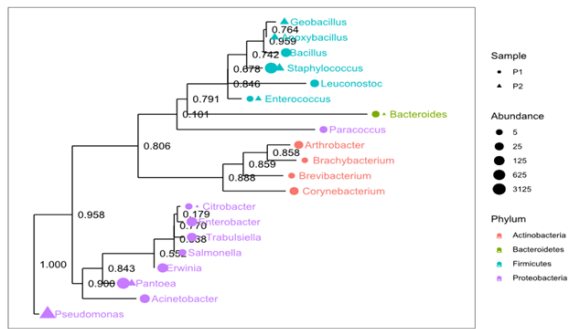 Geobacillus
0.764
Anoxybacillus
0.959
Bacillus
0.742
Staphylococcus
0.678
Leuconostoc
0.846
Enterococcus
0.791
Bacteroides
0.101
Paracoccus
0.806
Arthrobacter
0.858
Brachybacterium
0.859
Brevibacterium
0.888
Corynebacterium
Citrobacter
0.179
0.958
Enterobacter
0.770
Trabulsiella
0.638
Salmonella
0.552
1.000
0.843
Erwinia
0.900
Pantoea
Acinetobacter
Pseudomonas
Sample
P1
P2
Abundance
5
25
125
625
3125
Phylum
Actinobacteria
Bacteroidetes
Firmicutes
Proteobacteria